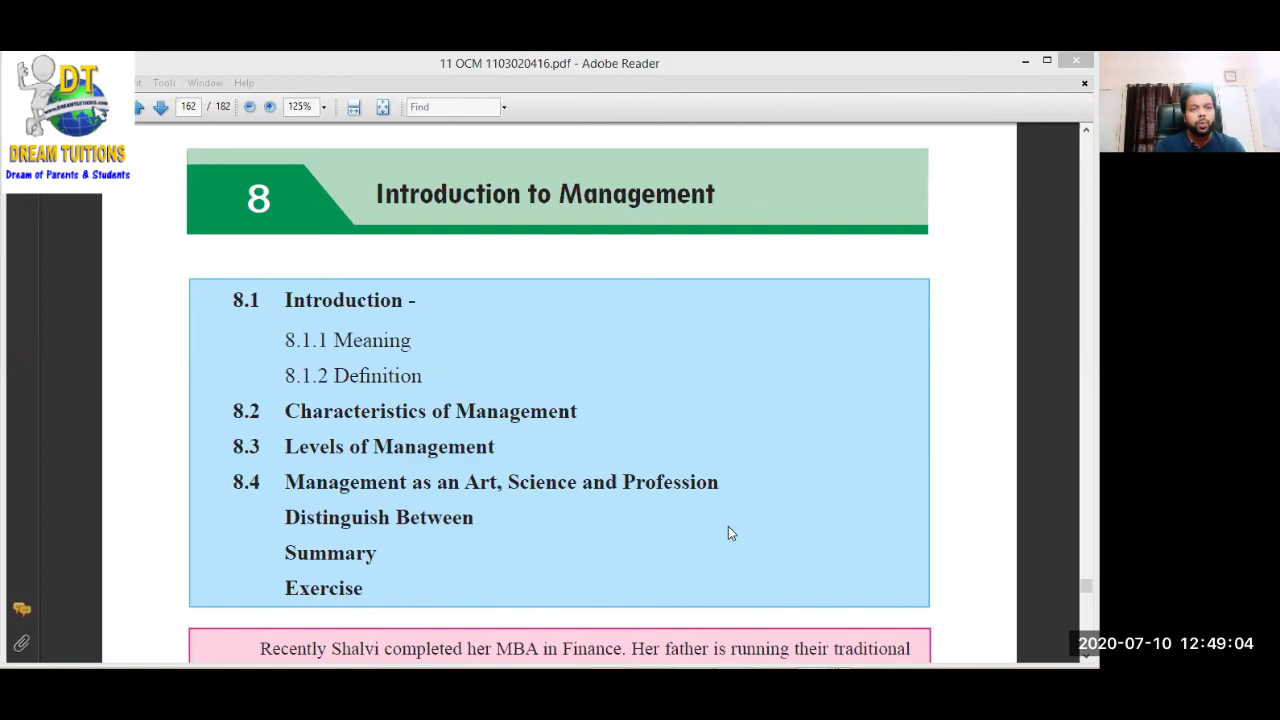 11 OCM 1103020416.pdf - Adobe Reader
Tools Window Help
162 / 182 125% Find
DT
WWW.DREAMTUITIONS.COM
DREAM TUITIONS
Dream of Parents & Students
8 Introduction to Management
8.1 Introduction -
8.1.1 Meaning
8.1.2 Definition
8.2 Characteristics of Management
8.3 Levels of Management
8.4 Management as an Art, Science and Profession
Distinguish Between
Summary
Exercise
Recently Shalvi completed her MBA in Finance. Her father is running their traditional
2020-07-10 12:49:04